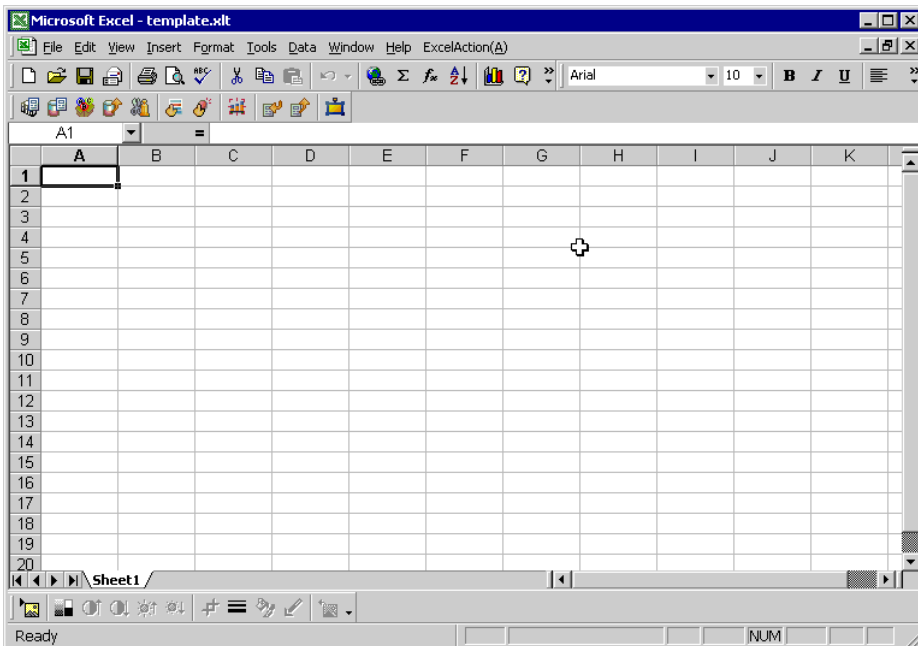 Microsoft Excel - template.xlt
File Edit View Insert Format Tools Data Window Help ExcelAction(A)
ABC Σ fx A Z ? » Arial 10 B I U »
A1 =
A B C D E F G H I J K
1
2
3
4
5
6
7
8
9
10
11
12
13
14
15
16
17
18
19
20
Sheet1
Ready NUM